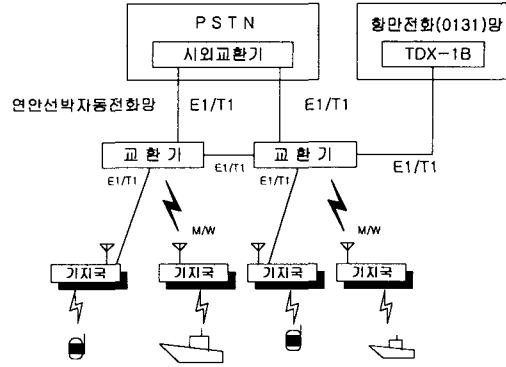 PSTN
시외교환기
항만전화(0131)망
TDX-1B
연안선박자동전화망
E1/T1
E1/T1
E1/T1
교환기
교환기
E1/T1
E1/T1
E1/T1
M/W
M/W
기지국
기지국
기지국
기지국